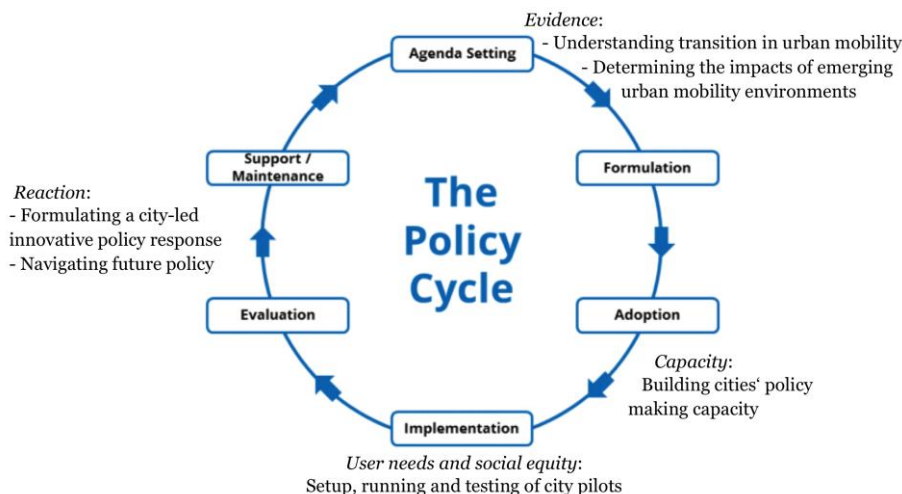 Evidence:
- Understanding transition in urban mobility
- Determining the impacts of emerging
urban mobility environments
Agenda Setting
Support /
Maintenance
Formulation
The
Policy
Cycle
Reaction:
- Formulating a city-led
innovative policy response
- Navigating future policy
Evaluation
Adoption
Capacity:
Building cities‘ policy
making capacity
Implementation
User needs and social equity:
Setup, running and testing of city pilots